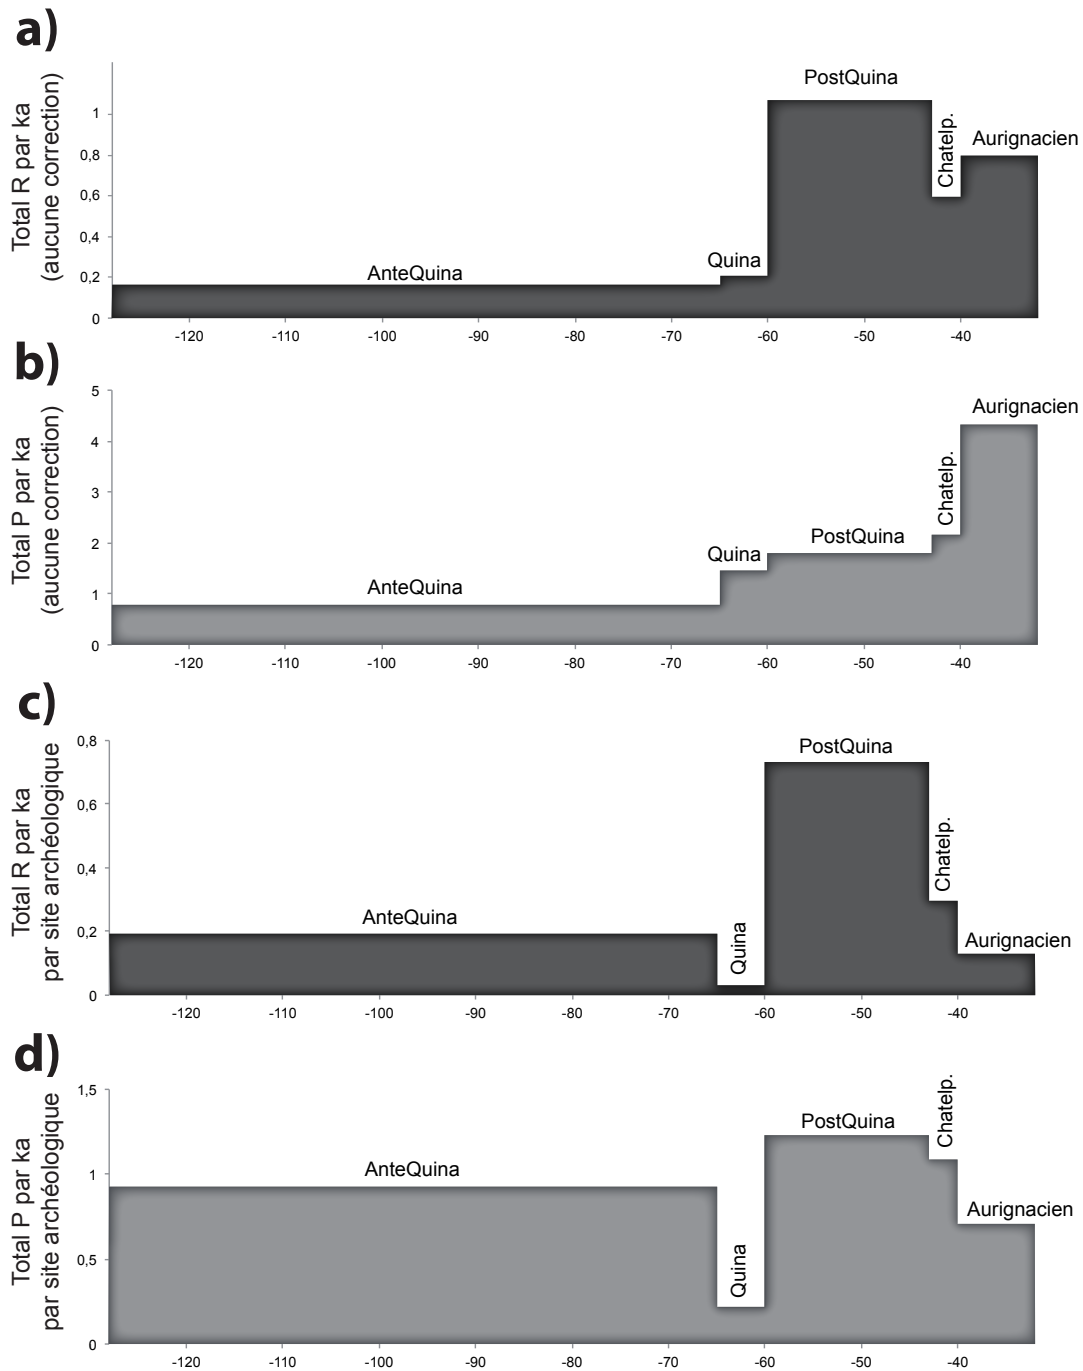 a)
Total R par ka
(aucune correction)
1
0,8
0,6
0,4
0,2
0
AnteQuina
Quina
PostQuina
Chatelp.
Aurignacien
-120 -110 -100 -90 -80 -70 -60 -50 -40
b)
Total P par ka
(aucune correction)
5
4
3
2
1
0
AnteQuina
Quina
PostQuina
Chatelp.
Aurignacien
-120 -110 -100 -90 -80 -70 -60 -50 -40
c)
Total R par ka
par site archéologique
0,8
0,6
0,4
0,2
0
AnteQuina
Quina
PostQuina
Chatelp.
Aurignacien
-120 -110 -100 -90 -80 -70 -60 -50 -40
d)
Total P par ka
par site archéologique
1,5
1
0,5
0
AnteQuina
Quina
PostQuina
Chatelp.
Aurignacien
-120 -110 -100 -90 -80 -70 -60 -50 -40